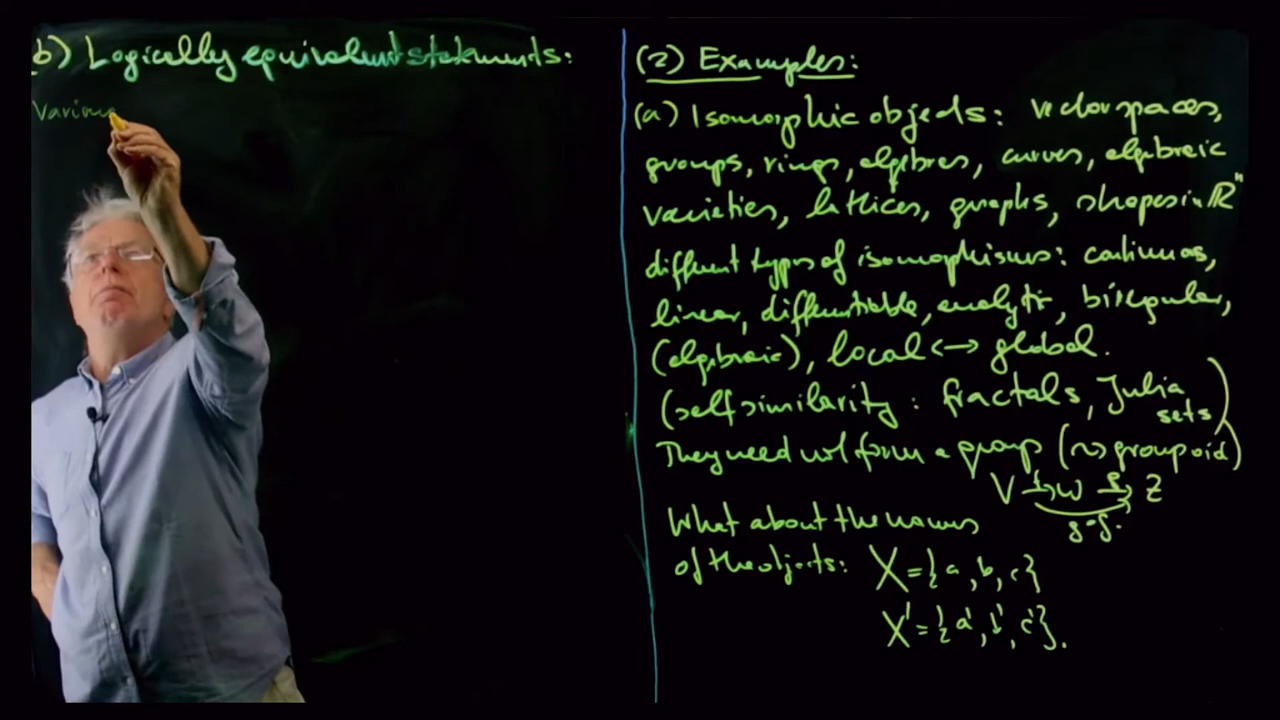 (b) Logically equivalent statements:
(2) Examples:
(a) Isomorphic objects: vector spaces,
groups, rings, algebras, curves, algebraic
varieties, lattices, graphs, shapes in ℝⁿ
different types of isomorphisms: continuous,
linear, differentiable, analytic, biregular,
(algebraic), local ↔ global.
(self similarity: fractals, Julia sets)
They need not form a group (~> groupoid)
V →f W →g Z
g∘f
What about the names
of the objects: X = {a, b, c}
X' = {a', b', c'}.